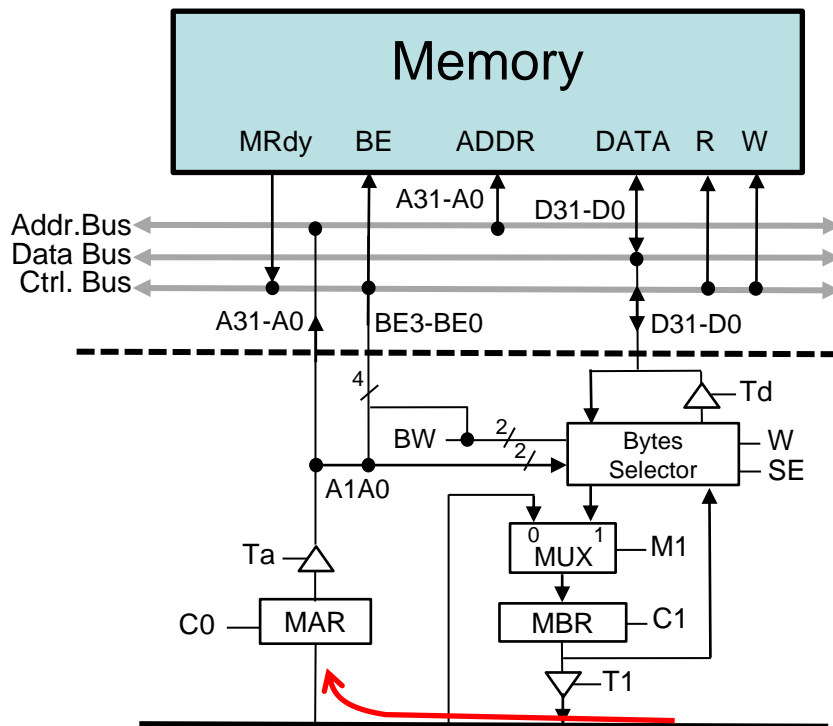 Memory
MRdy BE ADDR DATA R W
A31-A0 D31-D0
Addr.Bus
Data Bus
Ctrl. Bus
A31-A0 BE3-BE0 D31-D0
4 Td
BW 2 Bytes W
2 Selector SE
A1A0
0 1
Ta MUX M1
C0 MAR MBR C1
T1